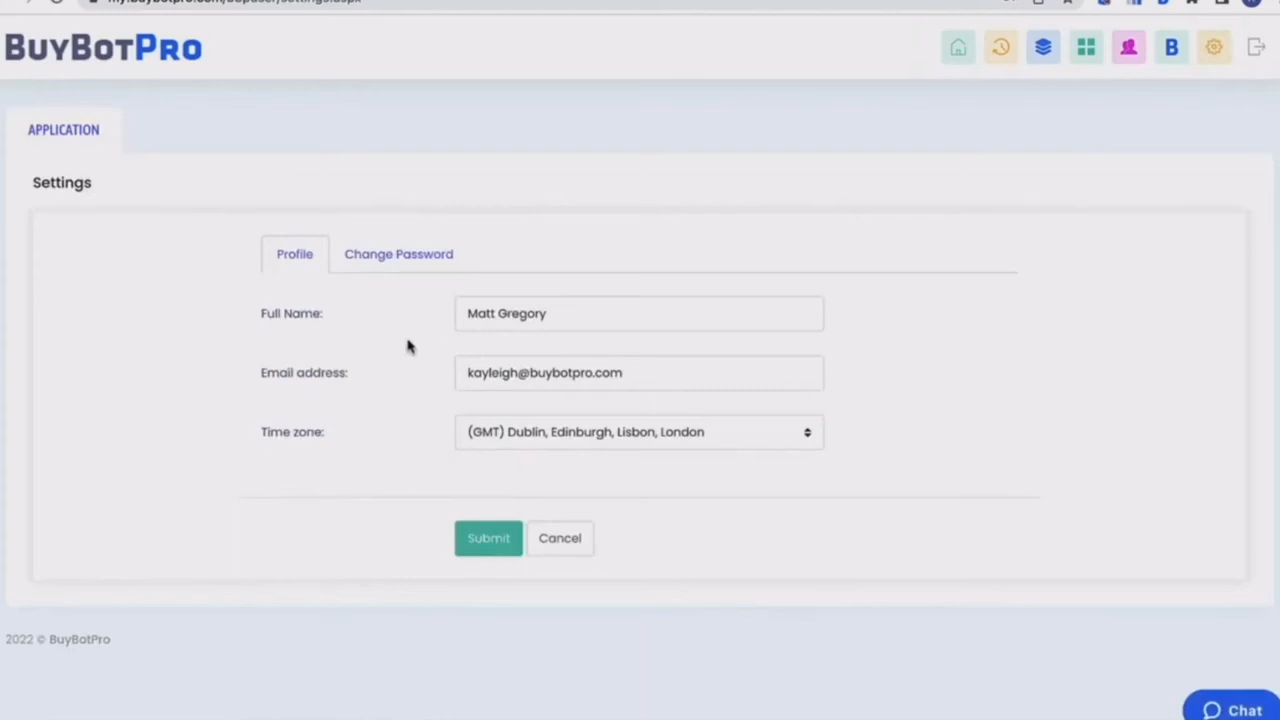 BUYBOTPRO
B
APPLICATION
Settings
Profile Change Password
Full Name: Matt Gregory
Email address: kayleigh@buybotpro.com
Time zone: (GMT) Dublin, Edinburgh, Lisbon, London
Submit Cancel
2022 © BuyBotPro
Chat